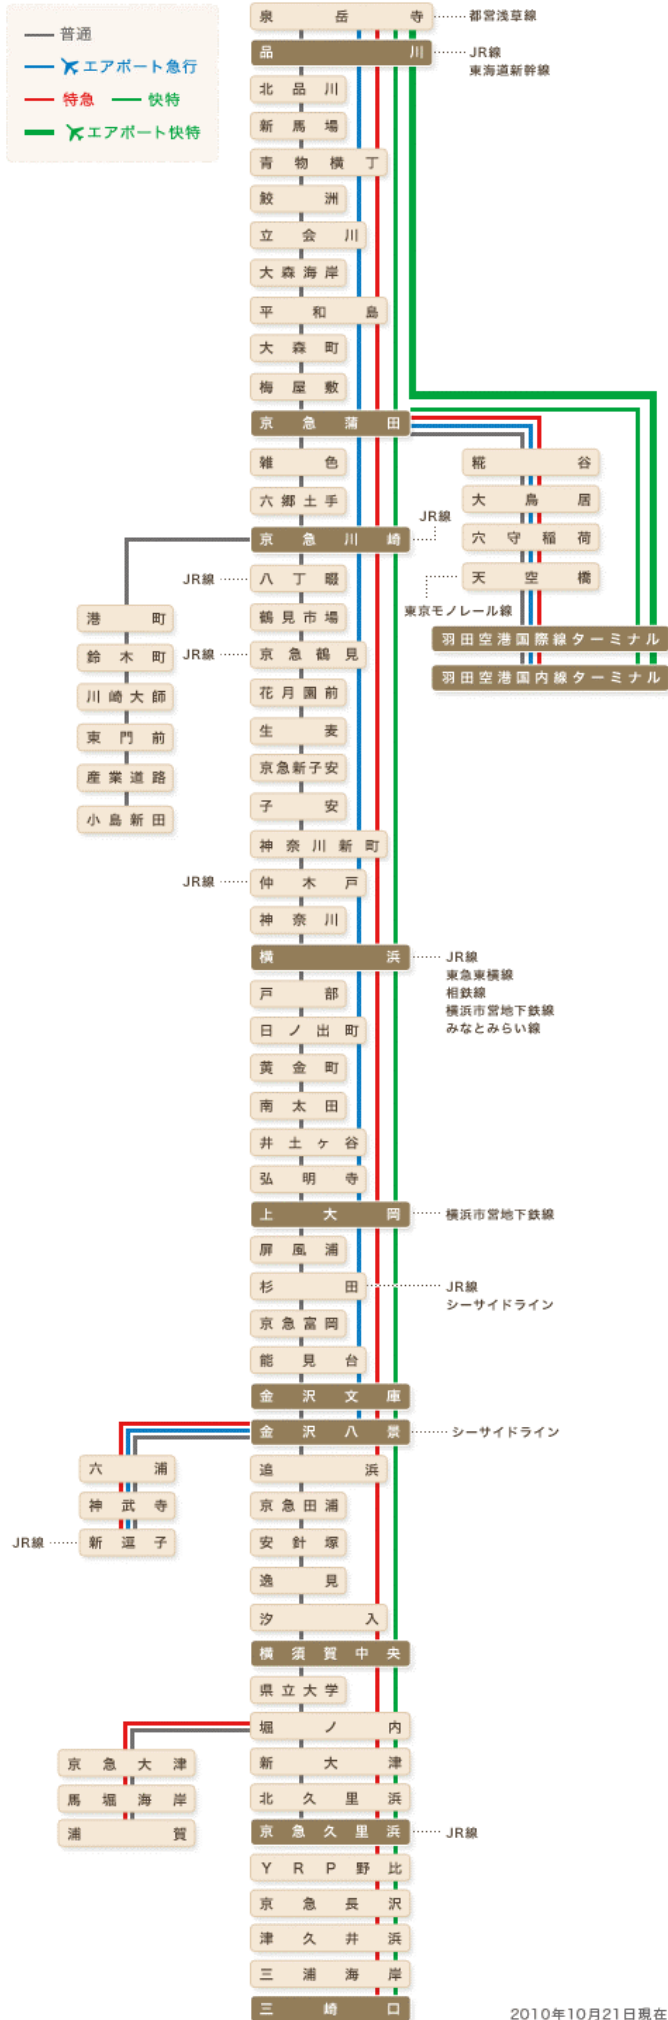 普通
エアポート急行
特急
快特
エアポート快特
泉岳寺
都営浅草線
品川
JR線
東海道新幹線
北品川
新馬場
青物横丁
鮫洲
立会川
大森海岸
平和島
大森町
梅屋敷
京急蒲田
雑色
六郷土手
京急川崎
JR線
糀谷
大鳥居
穴守稲荷
天空橋
東京モノレール線
羽田空港国際線ターミナル
羽田空港国内線ターミナル
港町
鈴木町
川崎大師
東門前
産業道路
小島新田
八丁畷
JR線
鶴見市場
京急鶴見
JR線
花月園前
生麦
京急新子安
子安
神奈川新町
仲木戸
JR線
神奈川
横浜
JR線
東急東横線
相鉄線
横浜市営地下鉄線
みなとみらい線
戸部
日ノ出町
黄金町
南太田
井土ヶ谷
弘明寺
上大岡
横浜市営地下鉄線
屏風浦
杉田
JR線
シーサイドライン
京急富岡
能見台
金沢文庫
金沢八景
シーサイドライン
六浦
神武寺
新逗子
JR線
追浜
京急田浦
安針塚
逸見
汐入
横須賀中央
県立大学
堀ノ内
京急大津
馬堀海岸
浦賀
新大津
北久里浜
京急久里浜
JR線
YRP野比
京急長沢
津久井浜
三浦海岸
三崎口
2010年10月21日現在